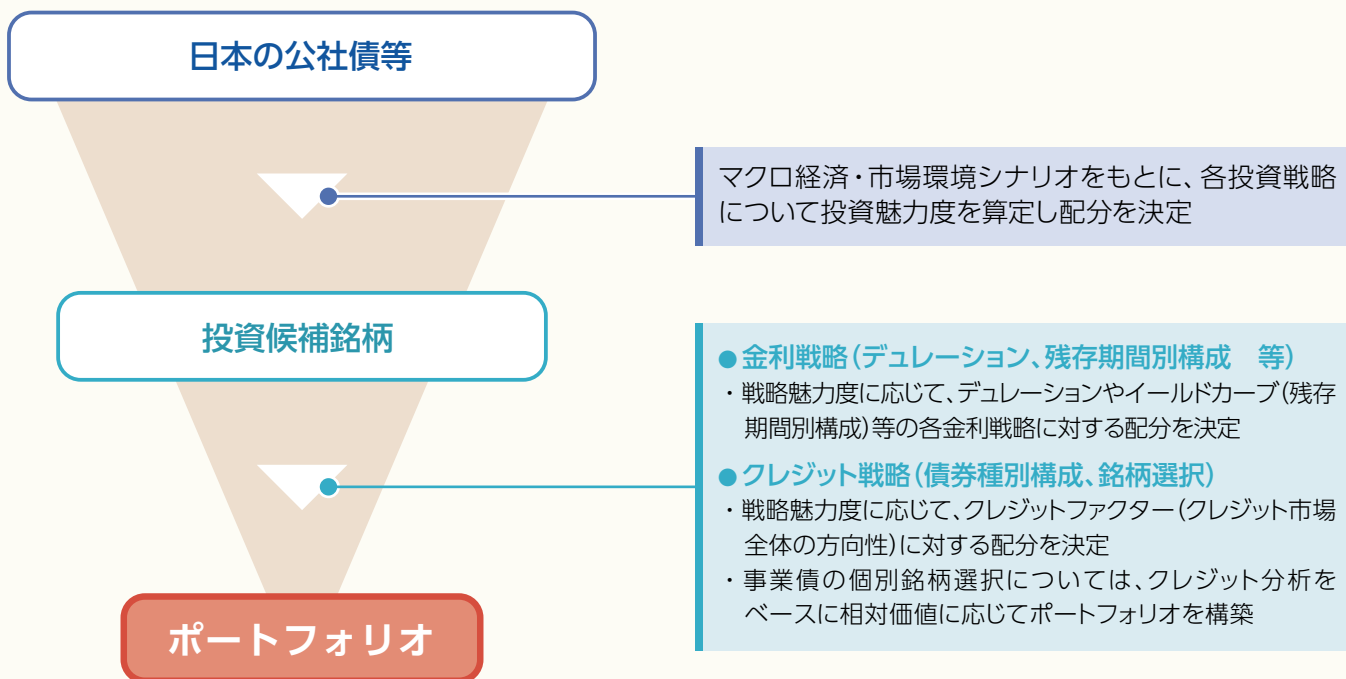 日本の公社債等
マクロ経済・市場環境シナリオをもとに、各投資戦略
について投資魅力度を算定し配分を決定
投資候補銘柄
●金利戦略(デュレーション、残存期間別構成　等)
・戦略魅力度に応じて、デュレーションやイールドカーブ(残存
期間別構成)等の各金利戦略に対する配分を決定
●クレジット戦略(債券種別構成、銘柄選択)
・戦略魅力度に応じて、クレジットファクター(クレジット市場
全体の方向性)に対する配分を決定
・事業債の個別銘柄選択については、クレジット分析を
ベースに相対価値に応じてポートフォリオを構築
ポートフォリオ